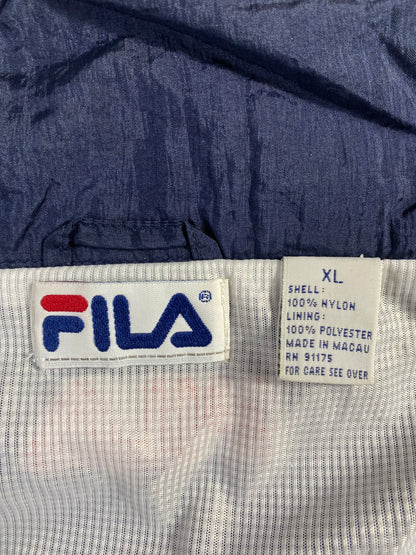 FILA®
XL
SHELL:
100% NYLON
LINING:
100% POLYESTER
MADE IN MACAU
RN 91175
FOR CARE SEE OVER